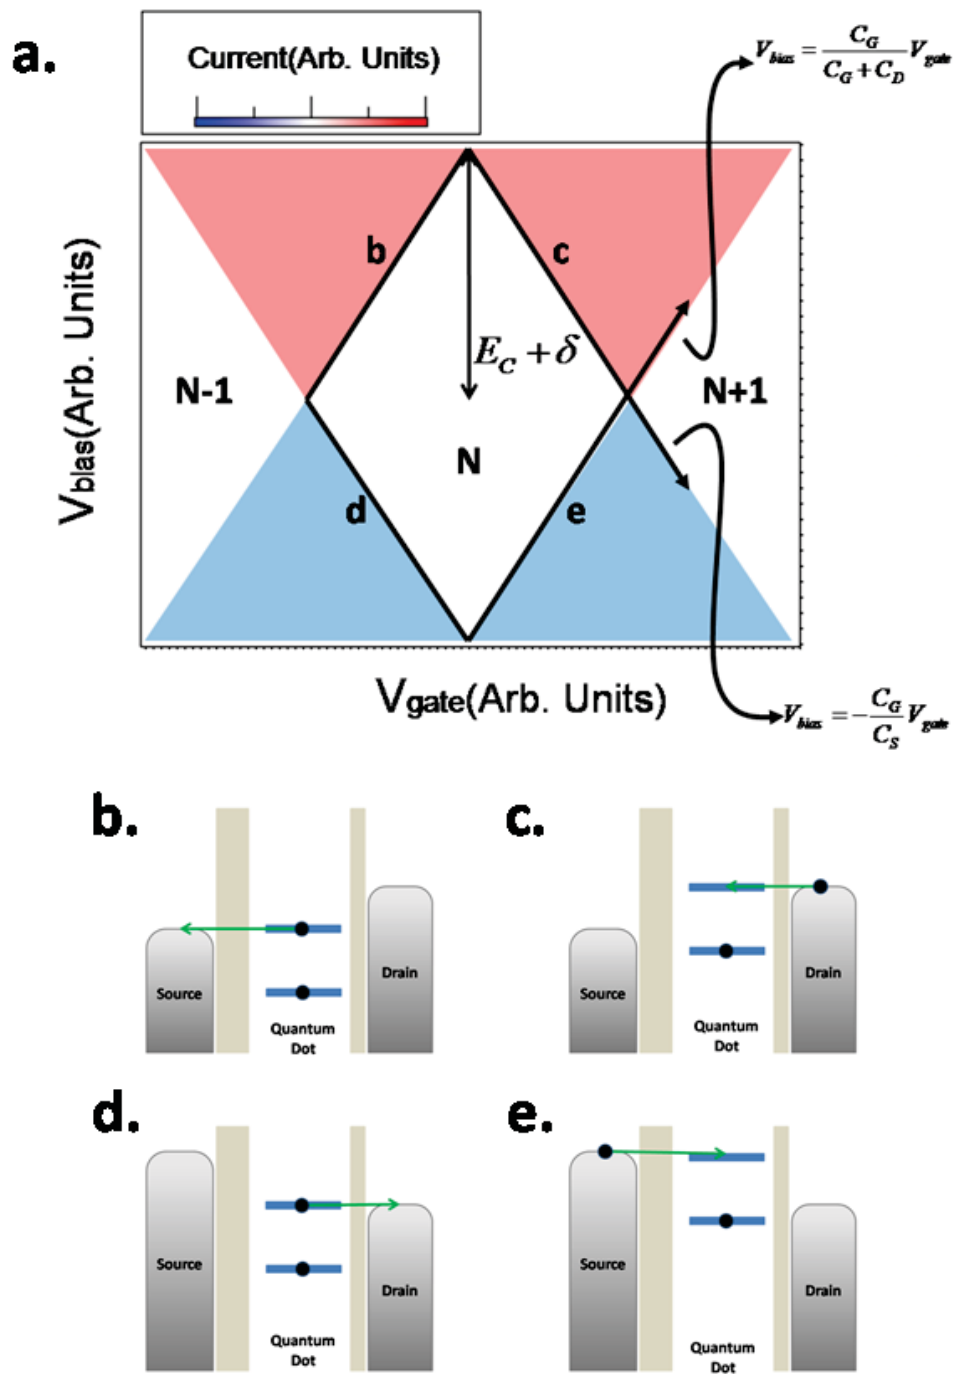 a.
Current(Arb. Units)
V_bias = C_G / (C_G + C_D) V_gate
b
c
Vbias(Arb. Units)
E_C + δ
N-1
N+1
N
d
e
Vgate(Arb. Units)
V_bias = - C_G / C_S V_gate
b.
Source
Quantum
Dot
Drain
c.
Source
Quantum
Dot
Drain
d.
Source
Quantum
Dot
Drain
e.
Source
Quantum
Dot
Drain